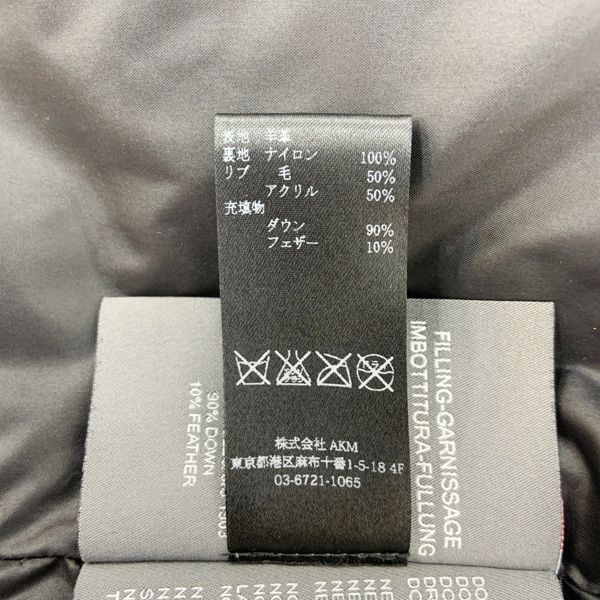 表地 羊革
裏地 ナイロン 100%
リブ 毛 50%
アクリル 50%
充填物
ダウン 90%
フェザー 10%
株式会社 AKM
東京都港区麻布十番1-5-18 4F
03-6721-1065
FILLING-GARNISSAGE
IMBOTTITURA-FULLUNG
90% DOWN
10% FEATHER